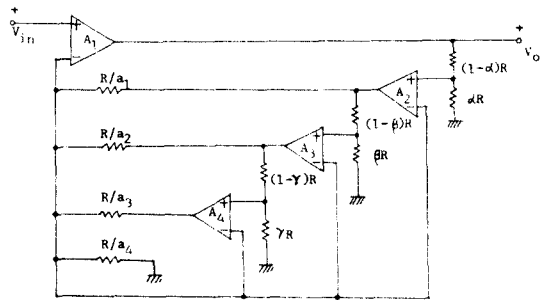 + +
V_in + A_1 − V_o
(1-α)R
R/a_1 A_2 + − αR
(1-β)R
R/a_2 A_3 + − βR
(1-γ)R
R/a_3 A_4 + − γR
R/a_4